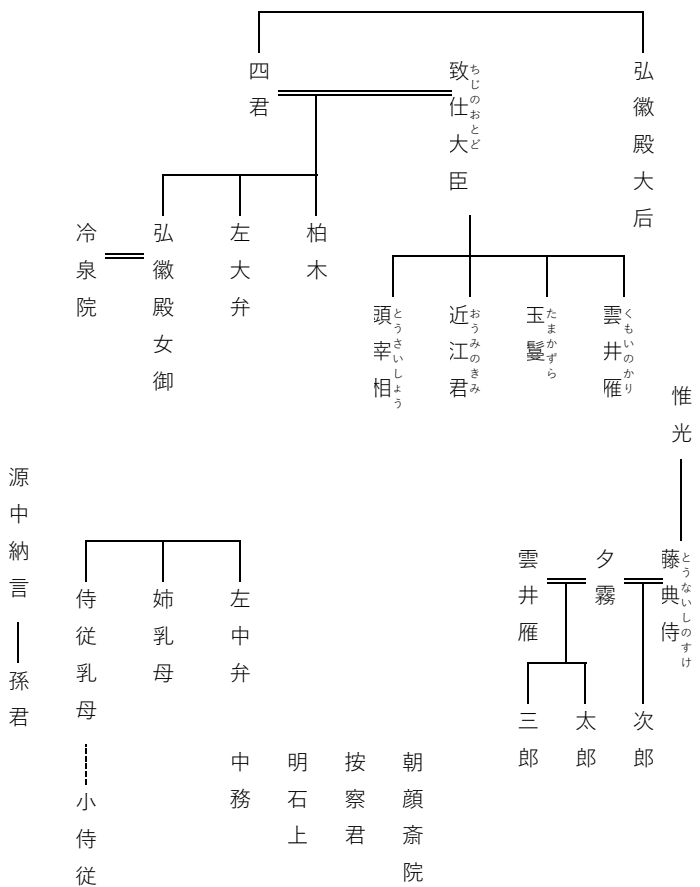 弘徽殿大后
致仕大臣
ちじのおとど
四君
柏木
左大弁
弘徽殿女御
冷泉院
雲井雁
くもいのかり
玉鬘
たまかずら
近江君
おうみのきみ
頭宰相
とうさいしょう
惟光
藤典侍
とうないしのすけ
夕霧
雲井雁
次郎
太郎
三郎
左中弁
姉乳母
侍従乳母
小侍従
源中納言
孫君
朝顔斎院
按察君
明石上
中務